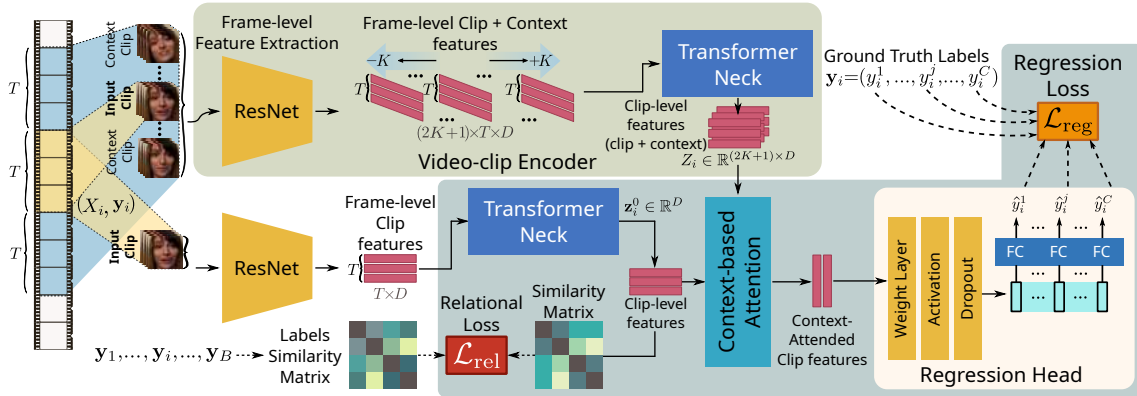 T
T
T
Context
Clip
Input
Clip
Context
Clip
(X_i, y_i)
Input
Clip
Frame-level
Feature Extraction
ResNet
Frame-level Clip + Context
features
−K
+K
T
T
T
(2K+1)×T×D
Video-clip Encoder
Transformer
Neck
Clip-level
features
(clip + context)
Z_i ∈ ℝ^{(2K+1)×D}
Ground Truth Labels
y_i=(y_i^1, ..., y_i^j,..., y_i^C)
Regression
Loss
ℒ_reg
ResNet
Frame-level
Clip
features
T
T×D
Transformer
Neck
z_i^0 ∈ ℝ^D
Clip-level
features
Context-based
Attention
Context-
Attended
Clip features
Weight Layer
Activation
Dropout
ŷ_i^1 ŷ_i^j ŷ_i^C
... ...
FC FC FC
... ...
Regression Head
y_1, ..., y_i, ..., y_B
Labels
Similarity
Matrix
Relational
Loss
ℒ_rel
Similarity
Matrix